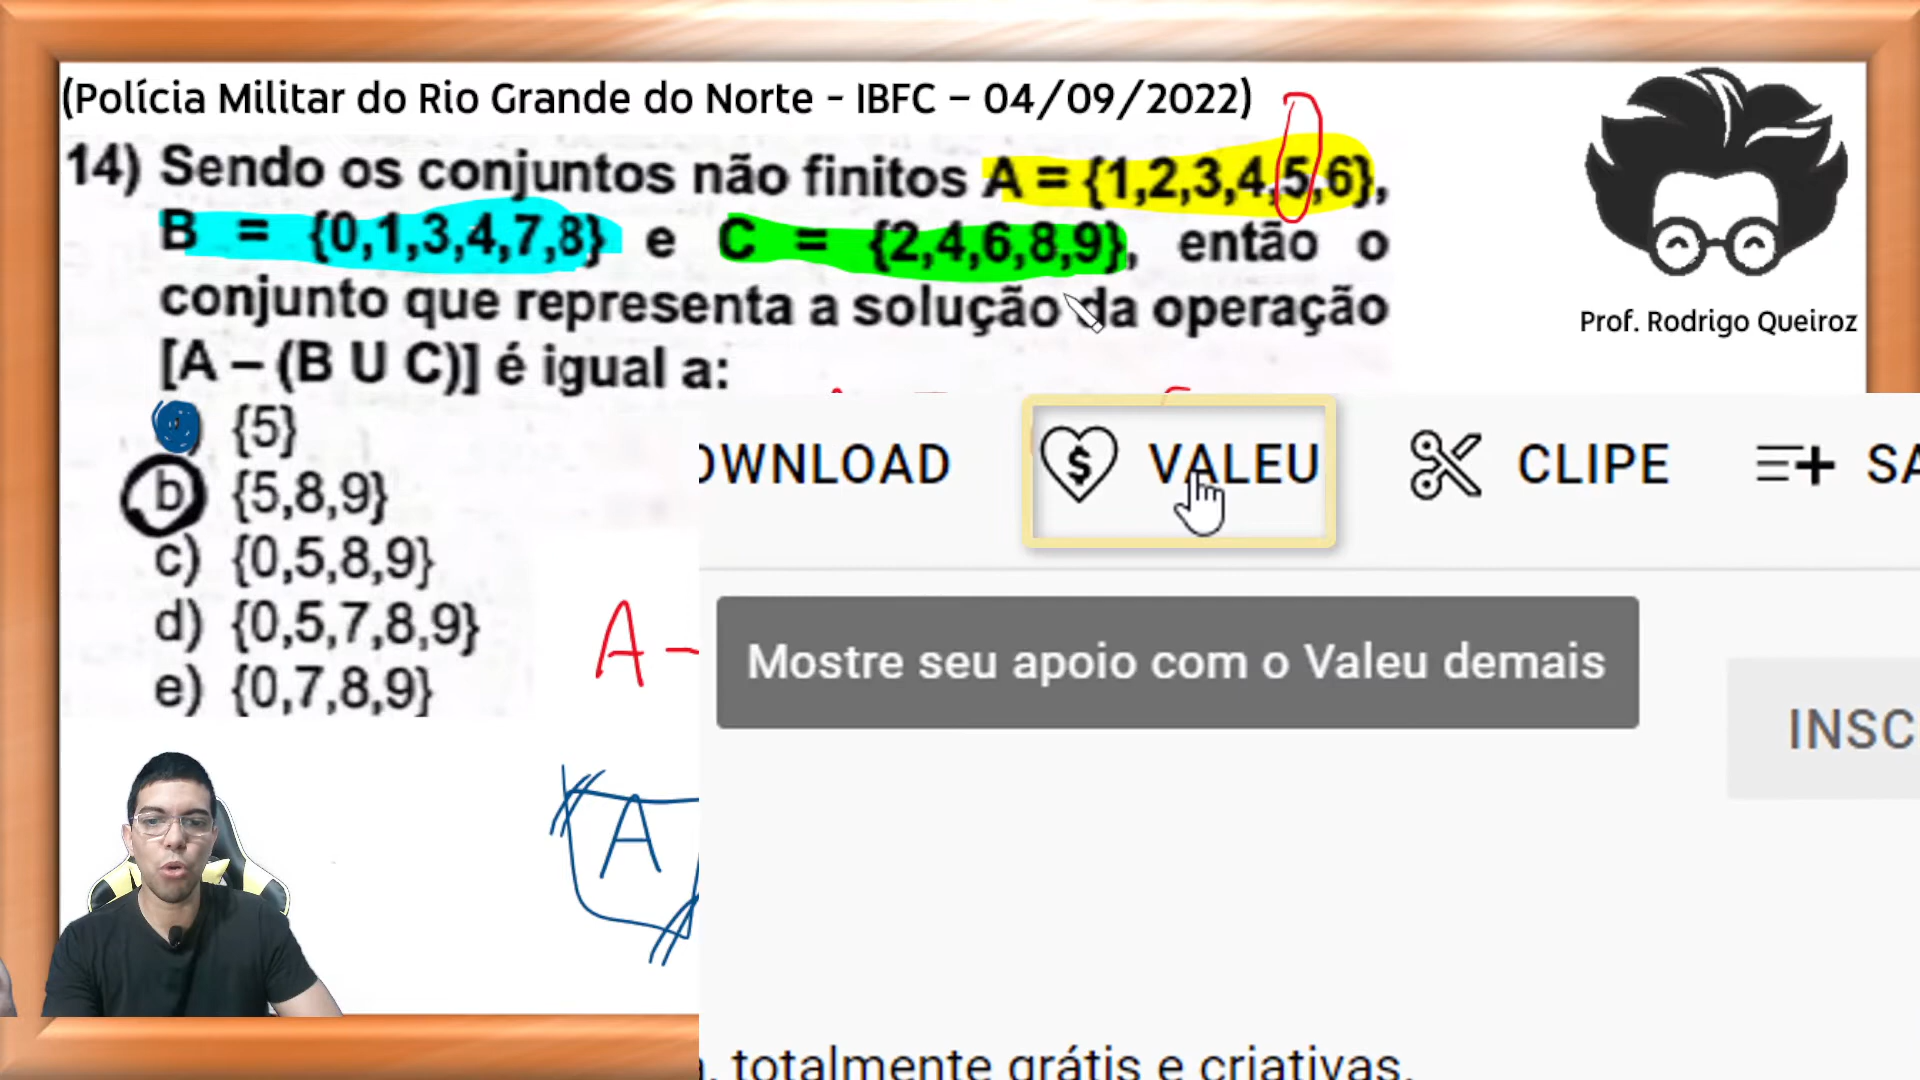 (Polícia Militar do Rio Grande do Norte - IBFC – 04/09/2022)
14) Sendo os conjuntos não finitos A = {1,2,3,4,5,6},
B = {0,1,3,4,7,8} e C = {2,4,6,8,9}, então o
conjunto que representa a solução da operação
[A – (B U C)] é igual a:
{5}
b) {5,8,9}
c) {0,5,8,9}
d) {0,5,7,8,9}
e) {0,7,8,9}
Prof. Rodrigo Queiroz
OWNLOAD VALEU CLIPE SA
Mostre seu apoio com o Valeu demais
INSC
A -
A
totalmente grátis e criativas.